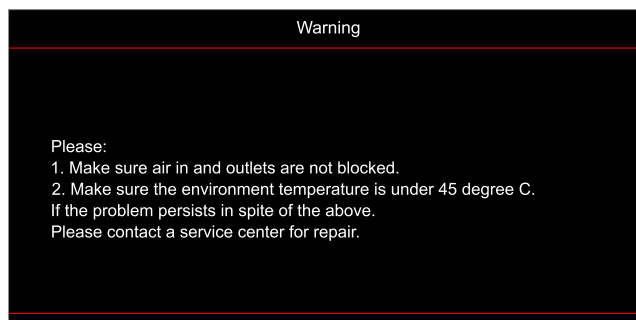 Warning
Please:
1. Make sure air in and outlets are not blocked.
2. Make sure the environment temperature is under 45 degree C.
If the problem persists in spite of the above.
Please contact a service center for repair.